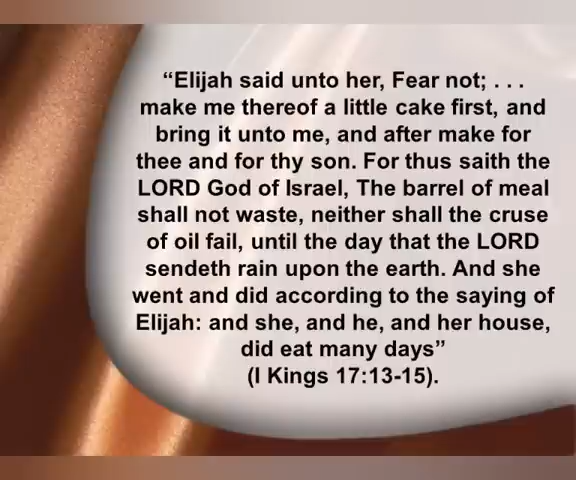 “Elijah said unto her, Fear not; . . .
make me thereof a little cake first, and
bring it unto me, and after make for
thee and for thy son. For thus saith the
LORD God of Israel, The barrel of meal
shall not waste, neither shall the cruse
of oil fail, until the day that the LORD
sendeth rain upon the earth. And she
went and did according to the saying of
Elijah: and she, and he, and her house,
did eat many days”
(I Kings 17:13-15).